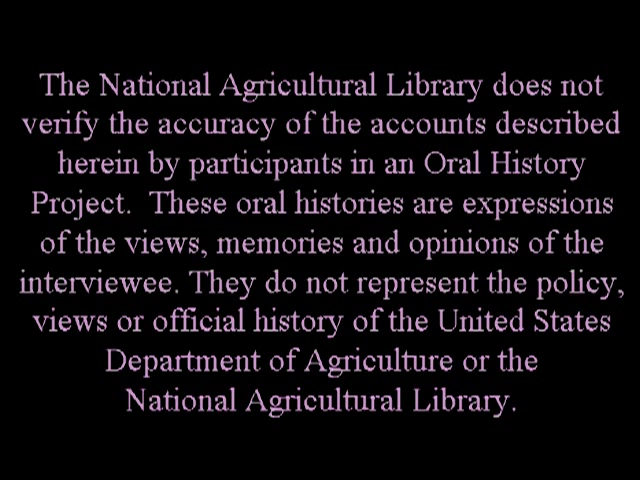 The National Agricultural Library does not
verify the accuracy of the accounts described
herein by participants in an Oral History
Project.  These oral histories are expressions
of the views, memories and opinions of the
interviewee. They do not represent the policy,
views or official history of the United States
Department of Agriculture or the
National Agricultural Library.